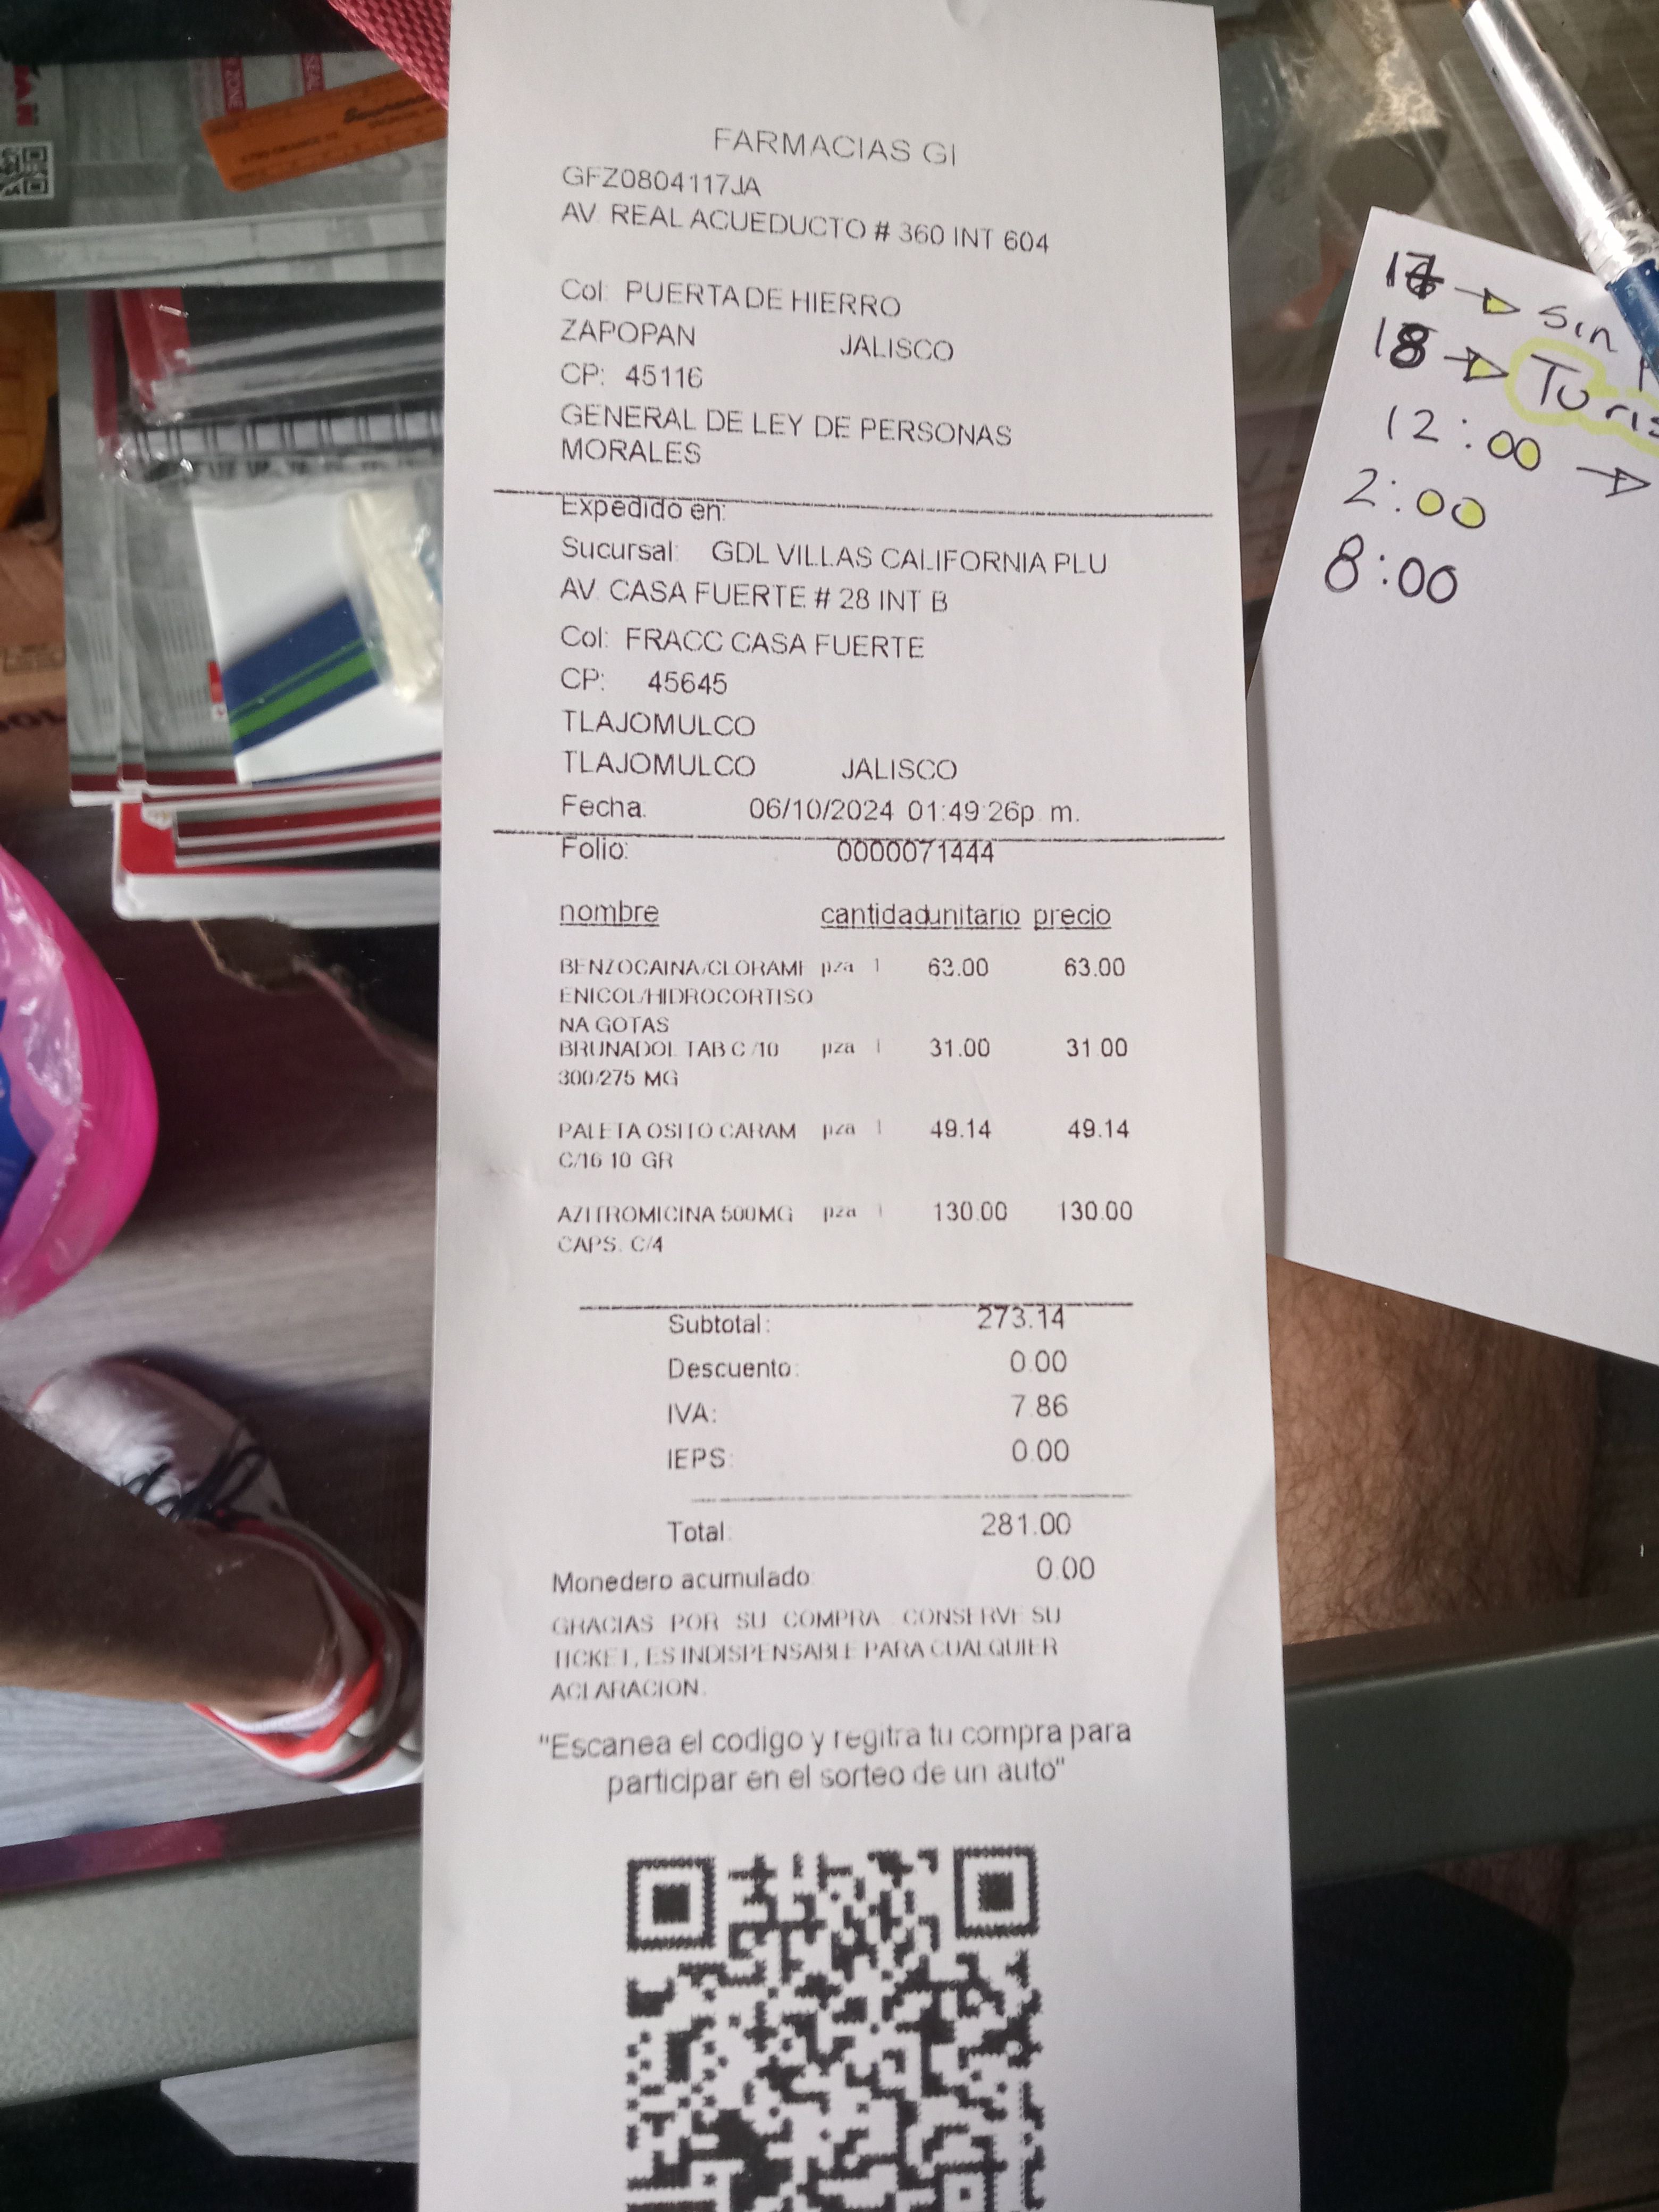 FARMACIAS GI
GFZ0804117JA
AV. REAL ACUEDUCTO # 360 INT 604
Col: PUERTA DE HIERRO
ZAPOPAN JALISCO
CP: 45116
GENERAL DE LEY DE PERSONAS
MORALES
Expedido en:
Sucursal: GDL VILLAS CALIFORNIA PLU
AV. CASA FUERTE # 28 INT B
Col: FRACC CASA FUERTE
CP: 45645
TLAJOMULCO
TLAJOMULCO JALISCO
Fecha: 06/10/2024 01:49:26p. m.
Folio: 0000071444
nombre cantidad unitario precio
BENZOCAINA/CLORAMF pza 1 63.00 63.00
ENICOL/HIDROCORTISO
NA GOTAS
BRUNADOL TAB C/10 pza 1 31.00 31.00
300/275 MG
PALETA OSITO CARAM pza 1 49.14 49.14
C/16 10 GR
AZITROMICINA 500MG pza 1 130.00 130.00
CAPS. C/4
Subtotal: 273.14
Descuento: 0.00
IVA: 7.86
IEPS: 0.00
Total: 281.00
Monedero acumulado: 0.00
GRACIAS POR SU COMPRA . CONSERVE SU
TICKET, ES INDISPENSABLE PARA CUALQUIER
ACLARACION.
"Escanea el codigo y regitra tu compra para
participar en el sorteo de un auto"
17 → Sin
18 → Turis
12:00 →
2:00
8:00
ZONE
SEAL